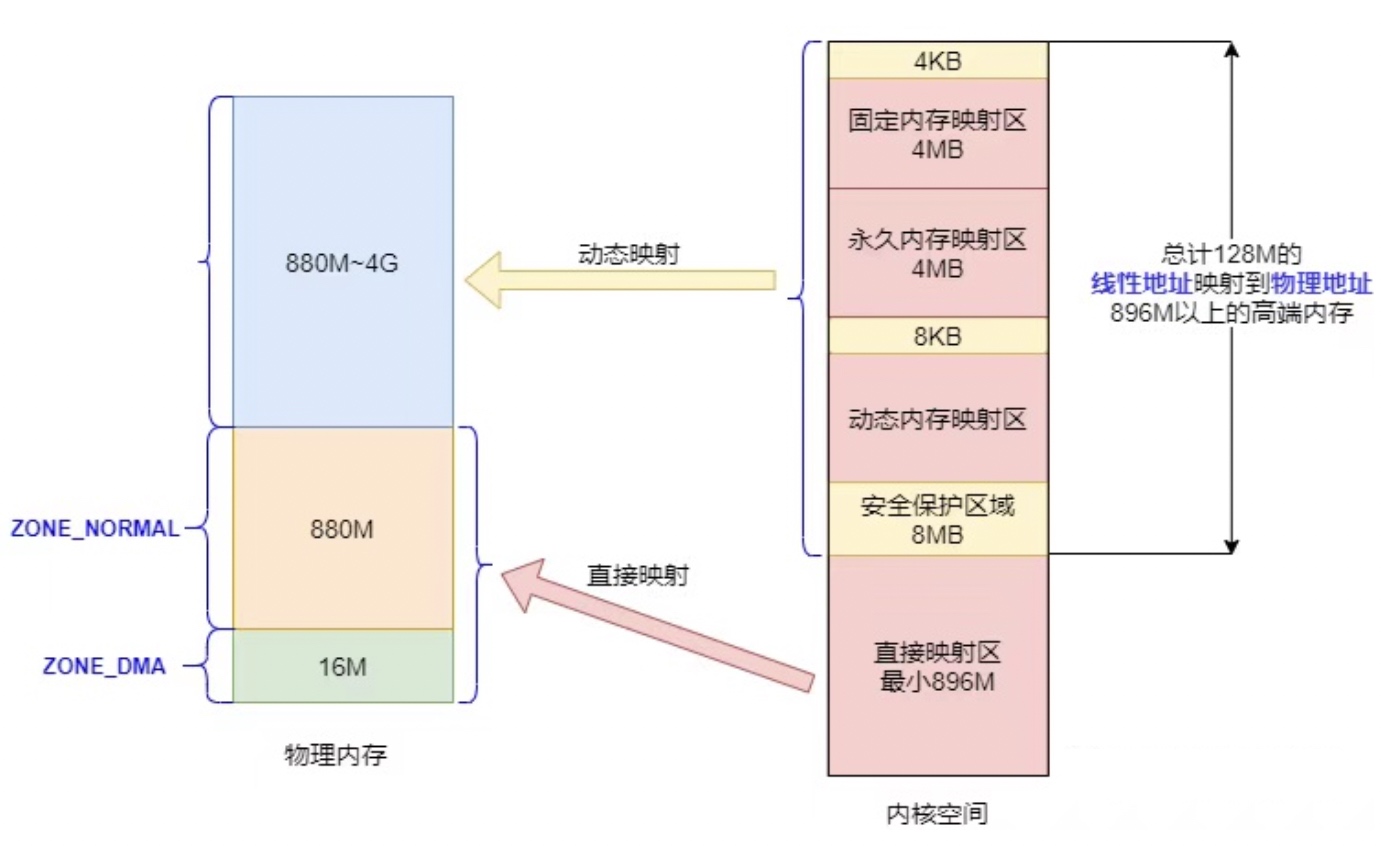 880M~4G
ZONE_NORMAL
880M
ZONE_DMA
16M
物理内存
动态映射
直接映射
4KB
固定内存映射区
4MB
永久内存映射区
4MB
8KB
动态内存映射区
安全保护区域
8MB
直接映射区
最小896M
内核空间
总计128M的
线性地址映射到物理地址
896M以上的高端内存